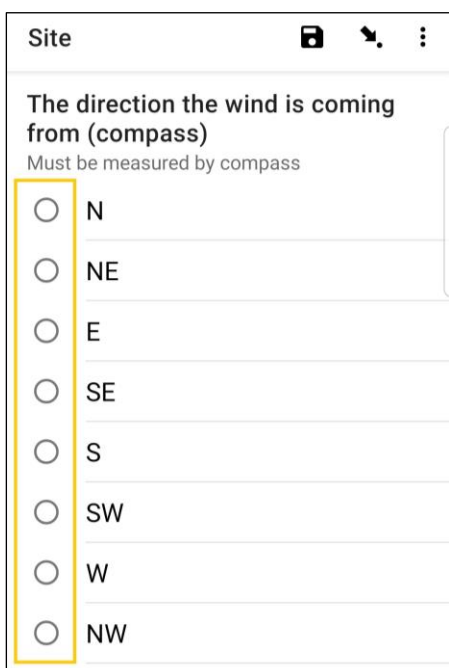 Site
The direction the wind is coming
from (compass)
Must be measured by compass
N
NE
E
SE
S
SW
W
NW